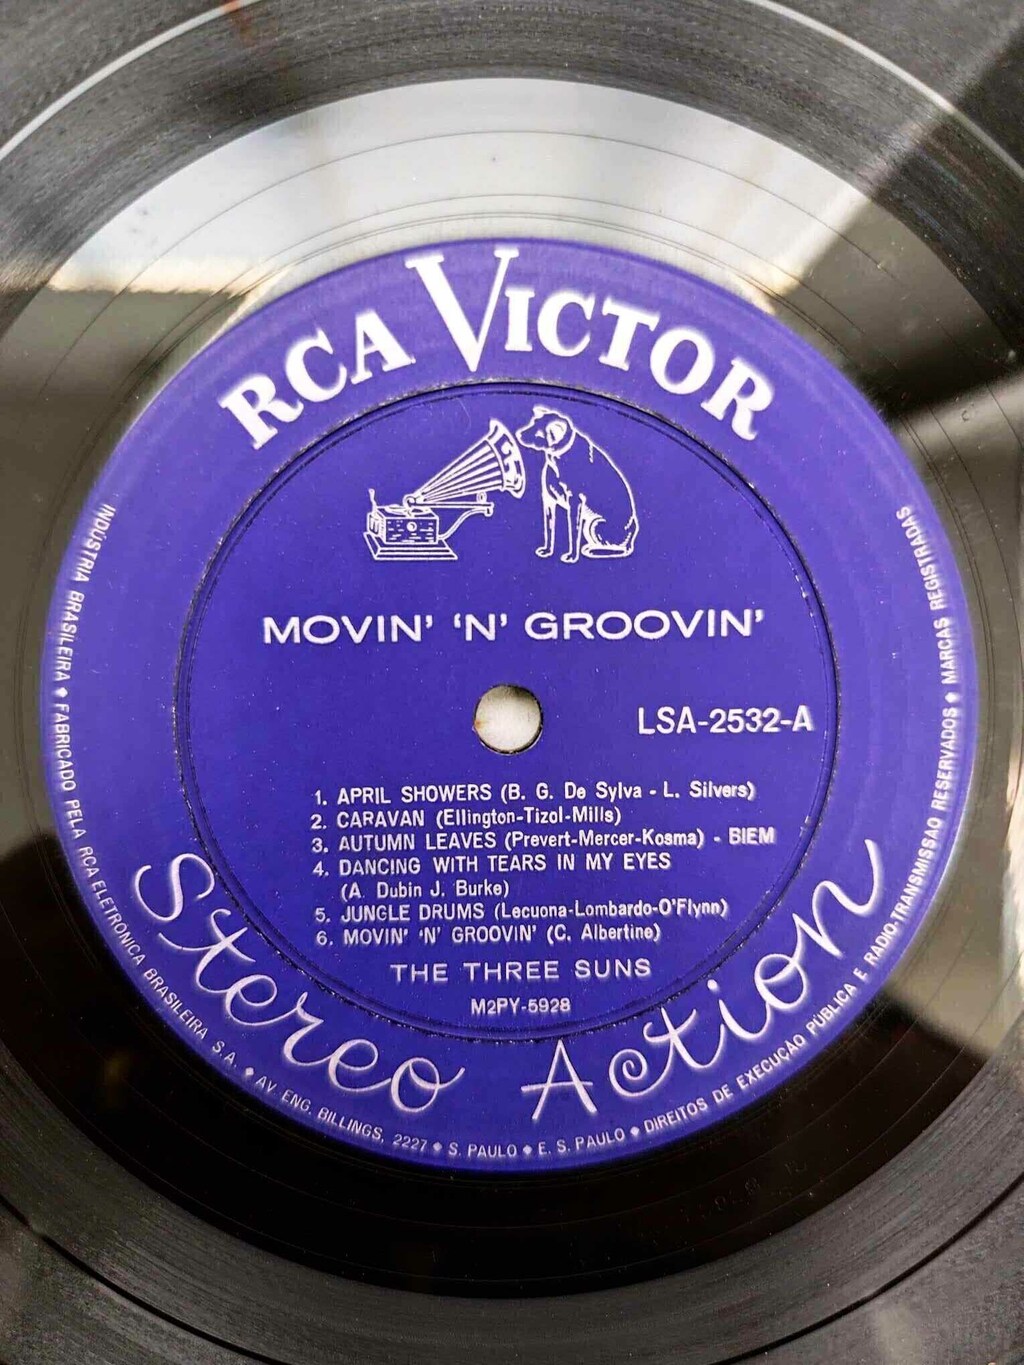 RCA VICTOR
MOVIN' 'N' GROOVIN'
LSA-2532-A
1. APRIL SHOWERS (B. G. De Sylva - L. Silvers)
2. CARAVAN (Ellington-Tizol-Mills)
3. AUTUMN LEAVES (Prevert-Mercer-Kosma) - BIEM
4. DANCING WITH TEARS IN MY EYES
(A. Dubin J. Burke)
5. JUNGLE DRUMS (Lecuona-Lombardo-O'Flynn)
6. MOVIN' 'N' GROOVIN' (C. Albertine)
THE THREE SUNS
M2PY-5928
Stereo Action
INDÚSTRIA BRASILEIRA ♦ FABRICADO PELA RCA ELETRONICA BRASILEIRA S.A. ♦ AV. ENG. BILLINGS, 2227 ♦ S. PAULO ♦ E. S. PAULO ♦ DIREITOS DE EXECUÇÃO PÚBLICA E RADIO-TRANSMISSAO RESERVADOS ♦ MARCAS REGISTRADAS